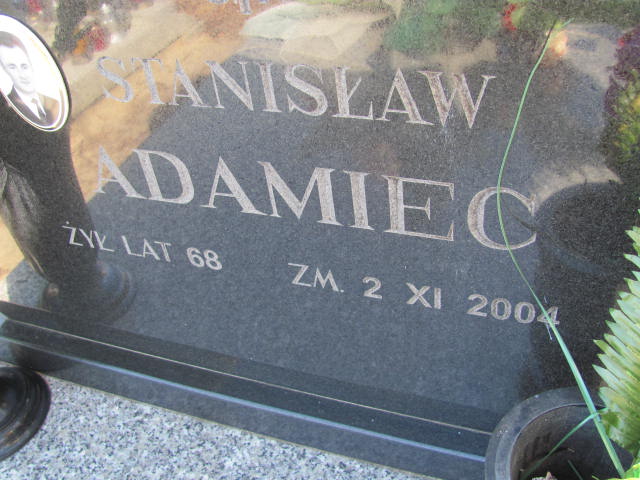 STANISŁAW
ADAMIEC
ŻYŁ LAT 68 ZM. 2 XI 2004